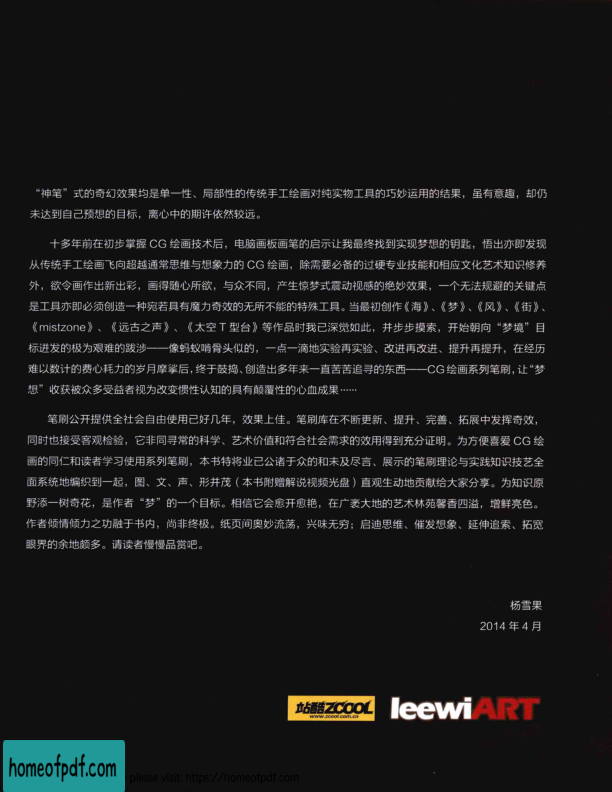 “神笔”式的奇幻效果均是单一性、局部性的传统手工绘画对纯实物工具的巧妙运用的结果，虽有意趣，却仍
未达到自己预想的目标，离心中的期许依然较远。
十多年前在初步掌握 CG 绘画技术后，电脑画板画笔的启示让我最终找到实现梦想的钥匙，悟出亦即发现
从传统手工绘画飞向超越通常思维与想象力的 CG 绘画，除需要必备的过硬专业技能和相应文化艺术知识修养
外，欲令画作出新出彩，画得随心所欲，与众不同，产生惊梦式震动视感的绝妙效果，一个无法规避的关键点
是工具亦即必须创造一种宛若具有魔力奇效的无所不能的特殊工具。当最初创作《海》、《梦》、《风》、《街》、
《mistzone》、《远古之声》、《太空 T 型台》等作品时我已深觉如此，并步步摸索，开始朝向“梦境”目
标进发的极为艰难的跋涉——像蚂蚁啃骨头似的，一点一滴地实验再实验、改进再改进、提升再提升，在经历
难以数计的费心耗力的岁月摩挲后，终于鼓捣、创造出多年来一直苦苦追寻的东西——CG 绘画系列笔刷，让“梦
想”收获被众多受益者视为改变惯性认知的具有颠覆性的心血成果……
笔刷公开提供全社会自由使用已好几年，效果上佳。笔刷库在不断更新、提升、完善、拓展中发挥奇效，
同时也接受客观检验，它非同寻常的科学、艺术价值和符合社会需求的效用得到充分证明。为方便喜爱 CG 绘
画的同仁和读者学习使用系列笔刷，本书特将业已公诸于众的和未及尽言、展示的笔刷理论与实践知识技艺全
面系统地编织到一起，图、文、声、形并茂（本书附赠解说视频光盘）直观生动地贡献给大家分享。为知识原
野添一树奇花，是作者“梦”的一个目标。相信它会愈开愈艳，在广袤大地的艺术林苑馨香四溢，增鲜亮色。
作者倾情倾力之功融于书内，尚非终极。纸页间奥妙流荡，兴味无穷；启迪思维、催发想象、延伸追索、拓宽
眼界的余地颇多。请读者慢慢品赏吧。
杨雪果
2014 年 4 月
站酷ZCOOL
www.zcool.com.cn
leewiART
homeofpdf.com
please visit: https://homeofpdf.com